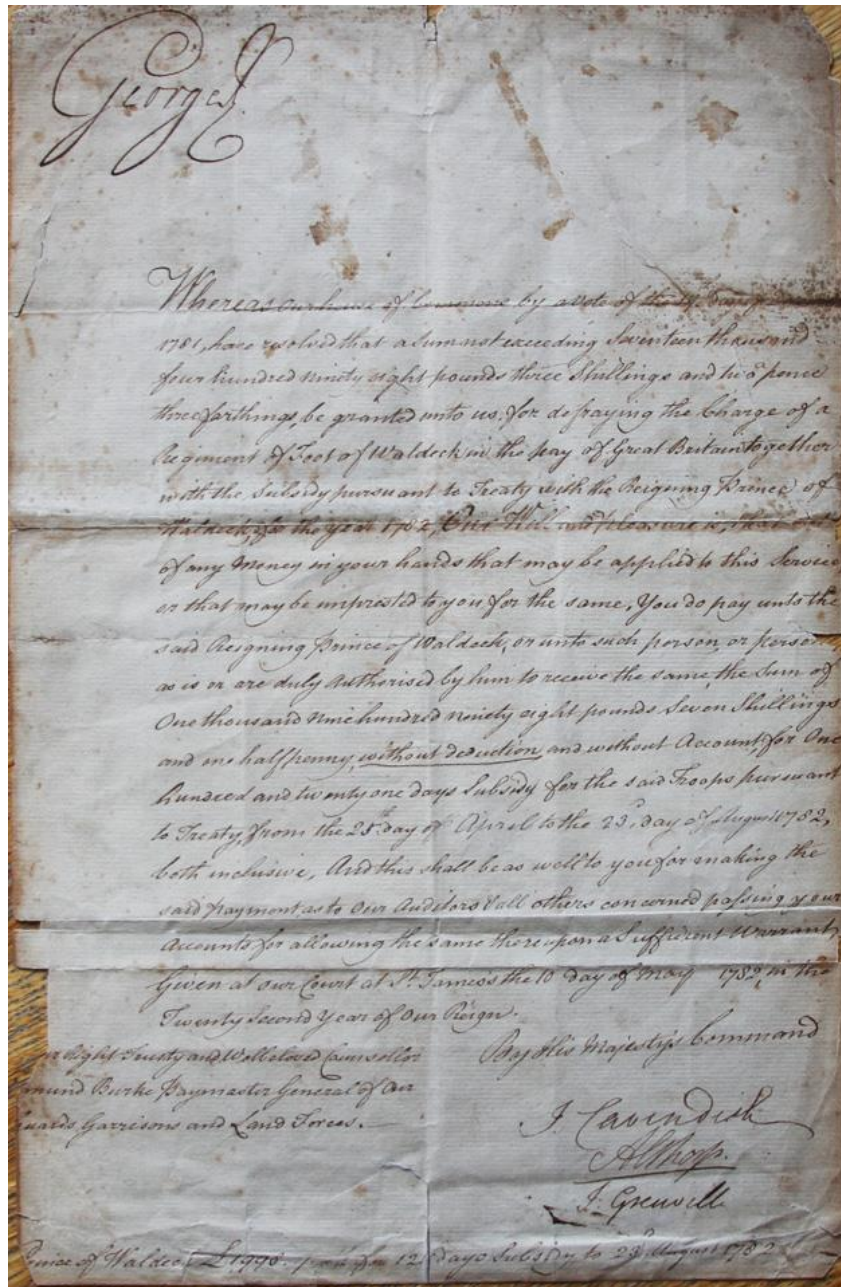 George R
Whereas our house of Commons by a Vote of the day of
1781, have resolved that a Sum not exceeding Seventeen thousand
four hundred ninety eight pounds three Shillings and two pence
three farthings, be granted unto us, for defraying the Charge of a
Regiment of Foot of Waldeck in the pay of Great Britain together
with the Subsidy pursuant to Treaty with the Reigning Prince of
Waldeck, for the year 1782, Our Will and pleasure is, that out
of any Money in your hands that may be applied to this Service
or that may be imprested to you for the same, You do pay unto the
said Reigning Prince of Waldeck, or unto such person, or persons
as is or are duly Authorised by him to receive the same, the Sum of
One thousand nine hundred ninety eight pounds Seven Shillings
and one halfpenny, without deduction, and without Account, for One
hundred and twenty one days Subsidy for the said Troops pursuant
to Treaty, from the 25th day of April to the 23d day of August 1782,
both inclusive, And this shall be as well to you for making the
said payment as to Our Auditors & all others concerned passing your
Accounts for allowing the same thereupon a Sufficient Warrant,
Given at our Court at St. James's the 10 day of May 1782, in the
Twenty Second Year of Our Reign.
By His Majesty's Command
Right Trusty and Welbeloved Counsellor
mund Burke Paymaster General of Our
uards Garrisons and Land Forces.
J. Cavendish
Althorp.
J. Grenville
Prince of Waldeck £1998. days Subsidy to 23d August 1782